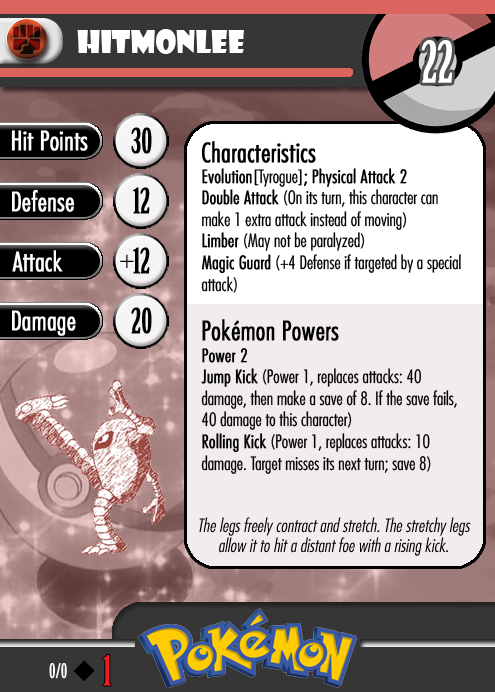 HITMONLEE
22
Hit Points 30
Defense 12
Attack +12
Damage 20
Characteristics
Evolution[Tyrogue]; Physical Attack 2
Double Attack (On its turn, this character can
make 1 extra attack instead of moving)
Limber (May not be paralyzed)
Magic Guard (+4 Defense if targeted by a special
attack)
Pokémon Powers
Power 2
Jump Kick (Power 1, replaces attacks: 40
damage, then make a save of 8. If the save fails,
40 damage to this character)
Rolling Kick (Power 1, replaces attacks: 10
damage. Target misses its next turn; save 8)
The legs freely contract and stretch. The stretchy legs
allow it to hit a distant foe with a rising kick.
0/0 ◆ 1
POKéMON